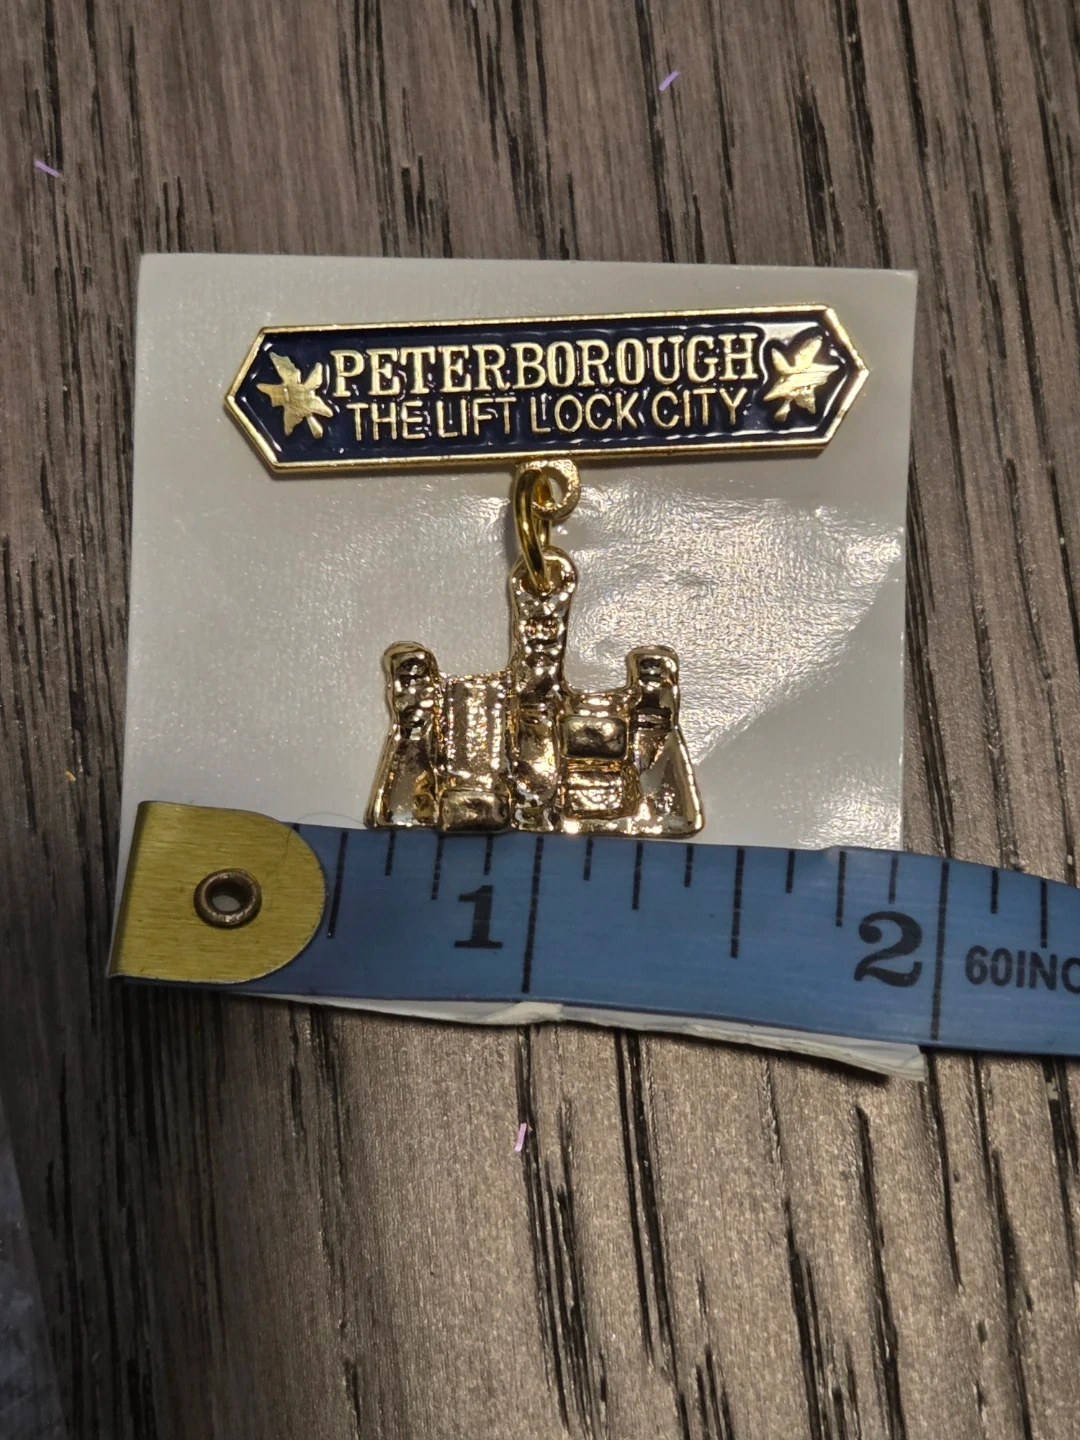 PETERBOROUGH
THE LIFT LOCK CITY
1
2
60INC